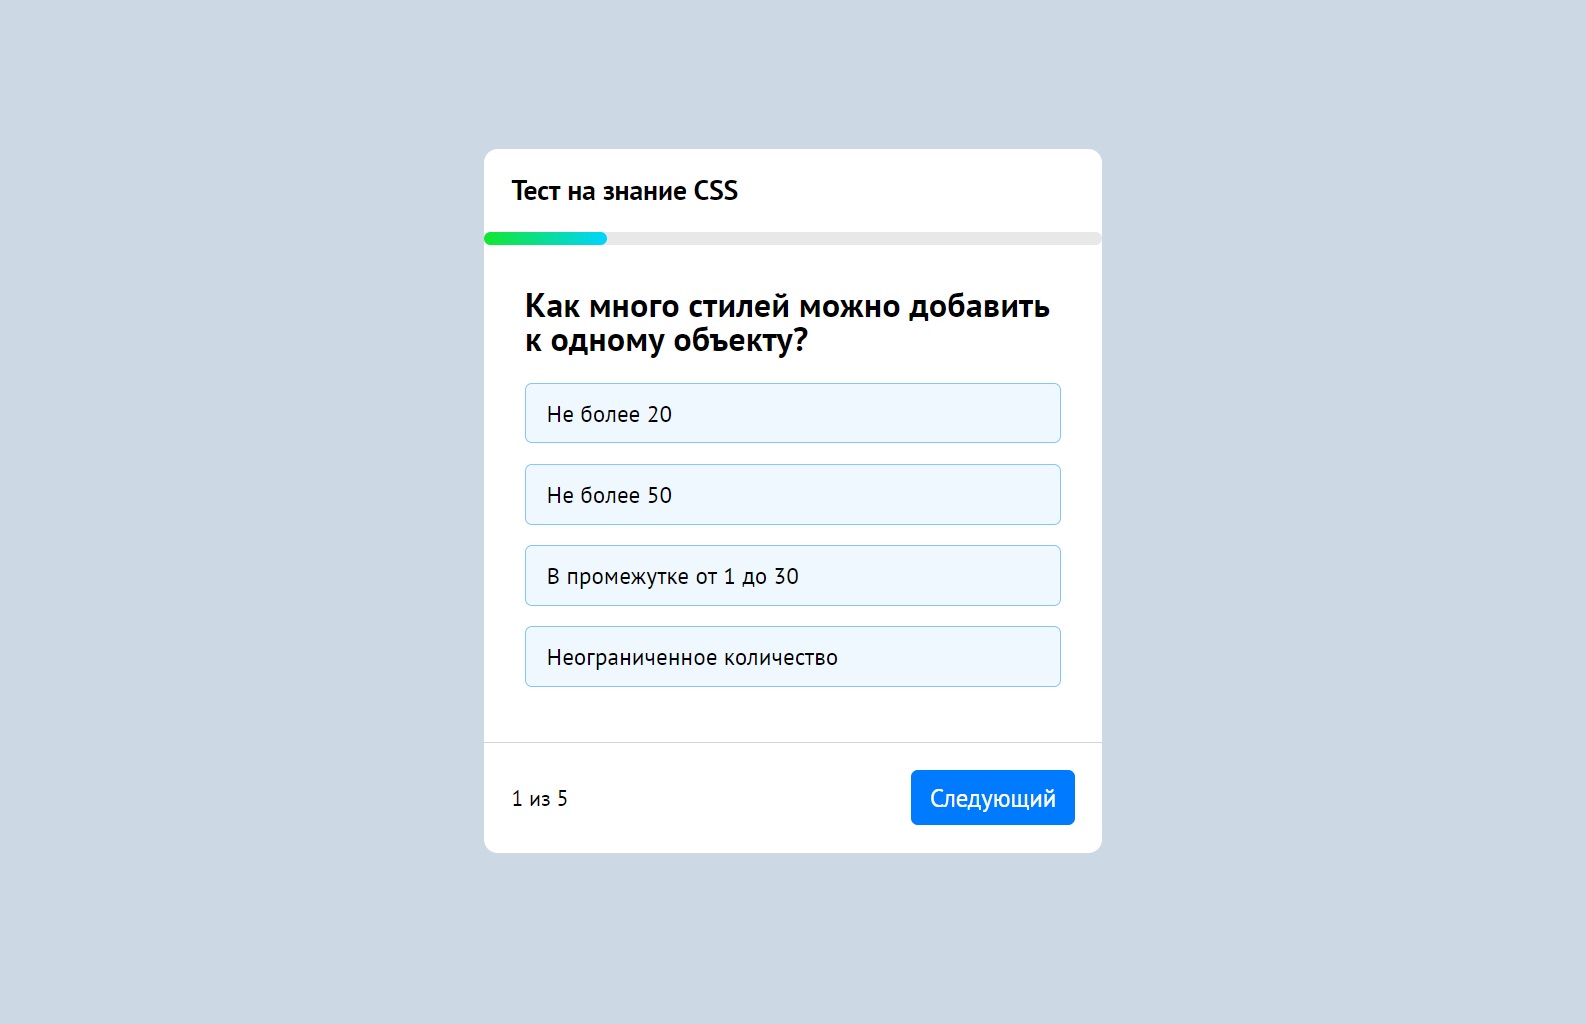 Тест на знание CSS
Как много стилей можно добавить
к одному объекту?
Не более 20
Не более 50
В промежутке от 1 до 30
Неограниченное количество
1 из 5
Следующий